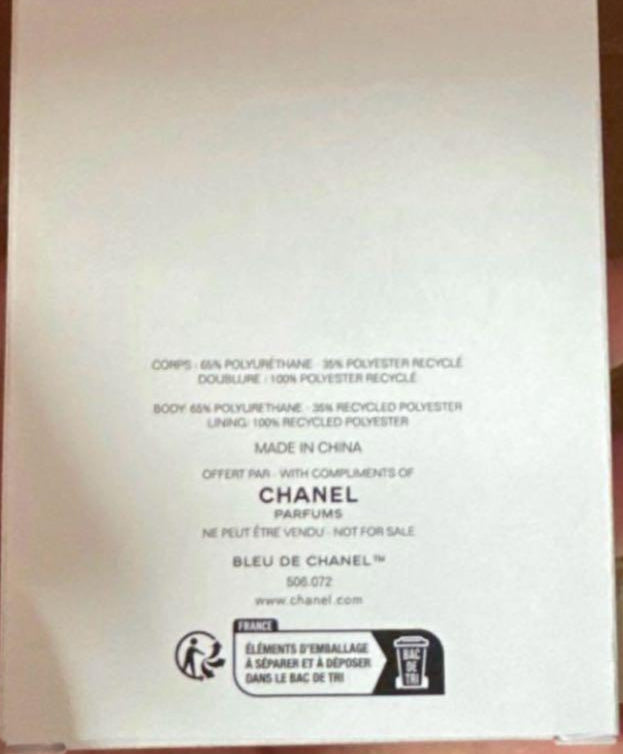 CORPS : 65% POLYURÉTHANE - 35% POLYESTER RECYCLÉ
DOUBLURE : 100% POLYESTER RECYCLÉ
BODY: 65% POLYURETHANE - 35% RECYCLED POLYESTER
LINING: 100% RECYCLED POLYESTER
MADE IN CHINA
OFFERT PAR - WITH COMPLIMENTS OF
CHANEL
PARFUMS
NE PEUT ÊTRE VENDU - NOT FOR SALE
BLEU DE CHANEL™
506.072
www.chanel.com
FRANCE
ÉLÉMENTS D'EMBALLAGE
À SÉPARER ET À DÉPOSER
DANS LE BAC DE TRI
BAC
DE
TRI